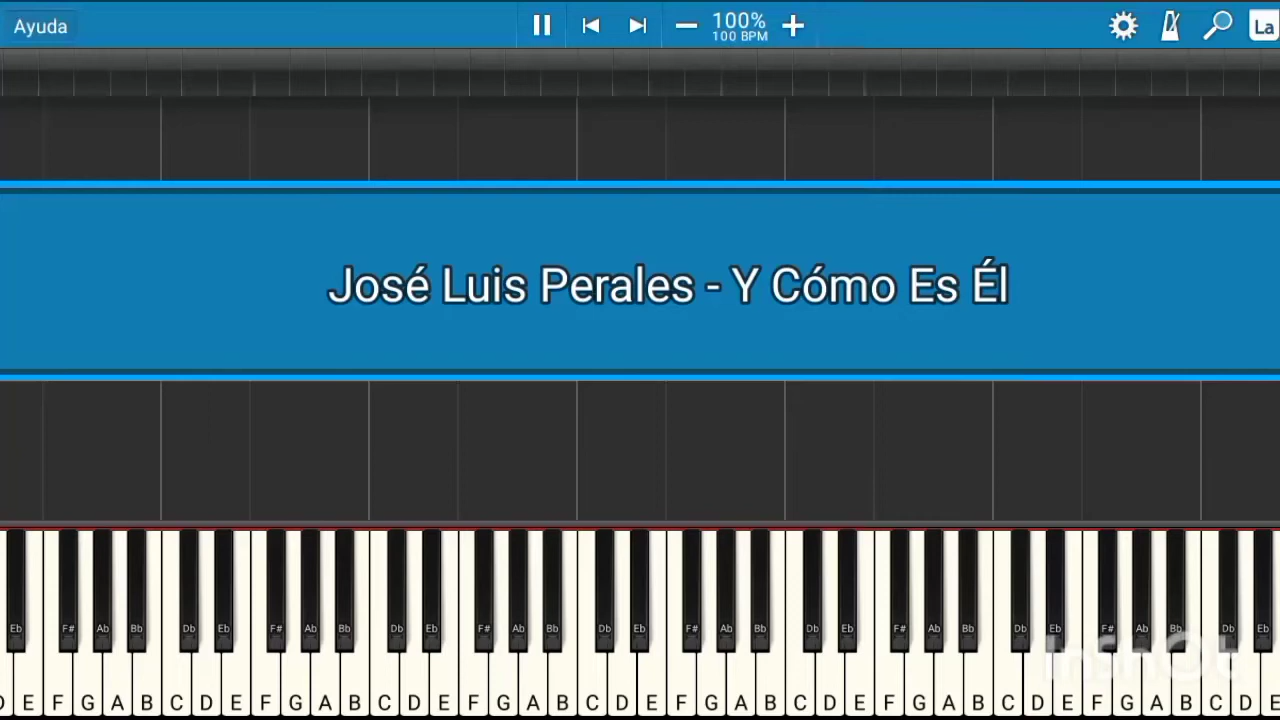 Ayuda
100%
100 BPM
La
José Luis Perales - Y Cómo Es Él
Eb F# Ab Bb Db Eb F# Ab Bb Db Eb F# Ab Bb Db Eb F# Ab Bb Db Eb F# Ab Bb Db Eb F# Ab Bb Db Eb
D E F G A B C D E F G A B C D E F G A B C D E F G A B C D E F G A B C D E F G A B C D E
InShot